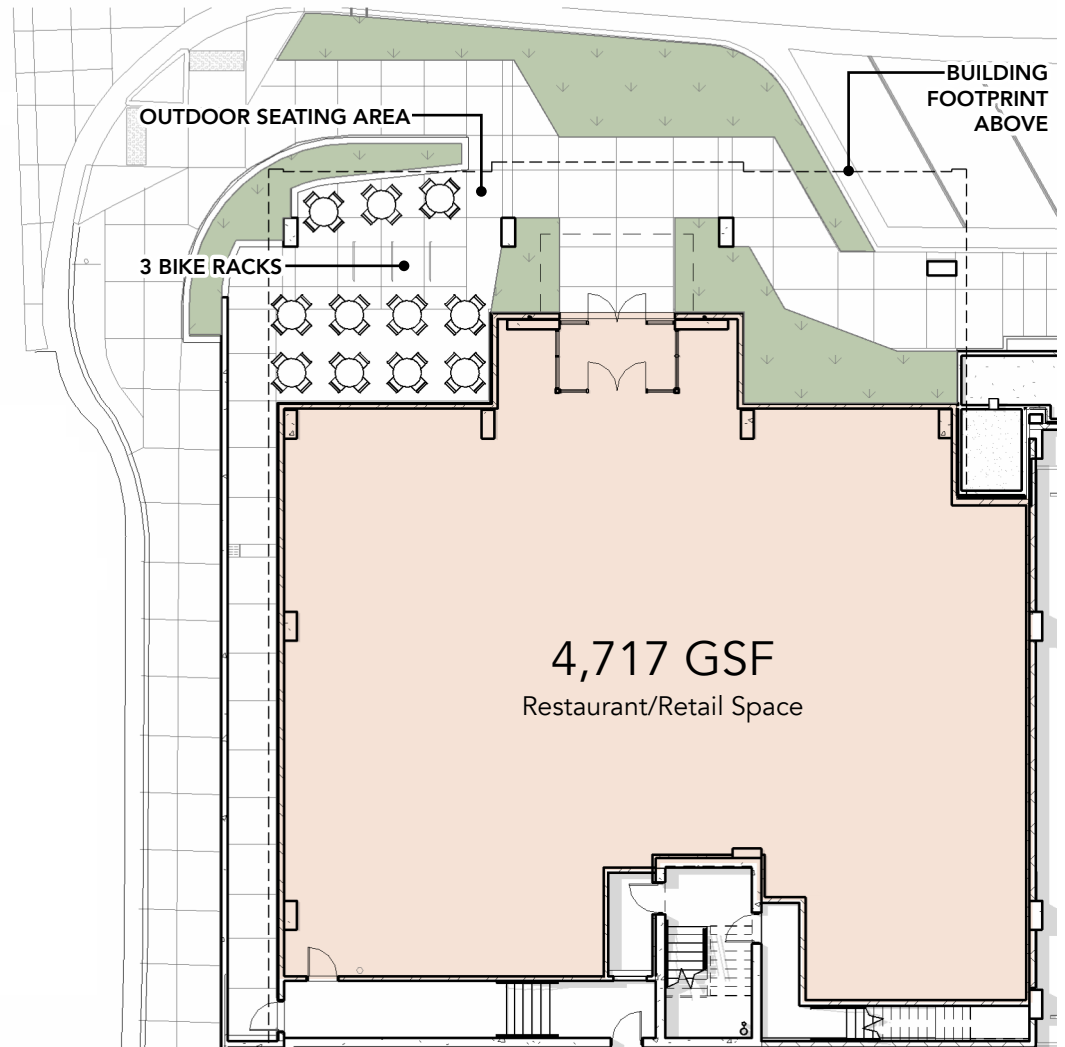 BUILDING
FOOTPRINT
ABOVE
OUTDOOR SEATING AREA
3 BIKE RACKS
4,717 GSF
Restaurant/Retail Space